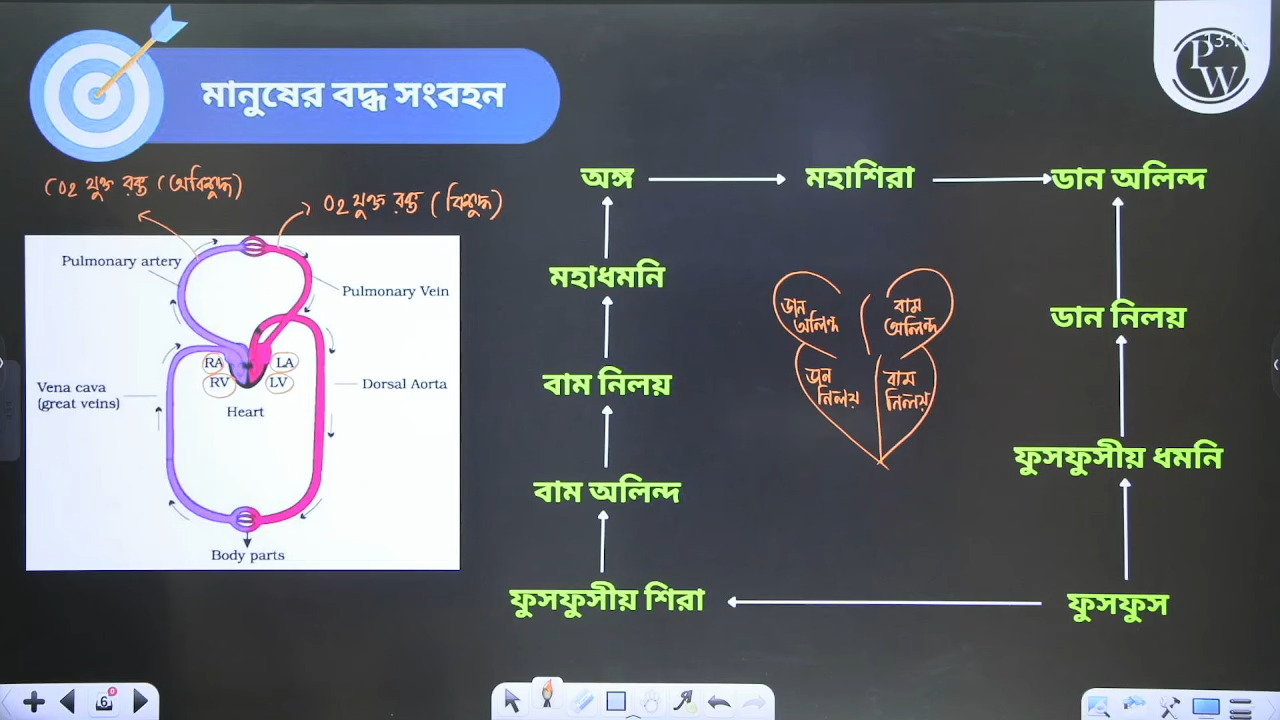 মানুষের বদ্ধ সংবহন
PW
CO2 যুক্ত রক্ত (অবিশুদ্ধ)
O2 যুক্ত রক্ত (বিশুদ্ধ)
Pulmonary artery
Pulmonary Vein
RA
LA
RV
LV
Vena cava
(great veins)
Dorsal Aorta
Heart
Body parts
অঙ্গ
মহাশিরা
ডান অলিন্দ
মহাধমনি
ডান নিলয়
বাম নিলয়
ফুসফুসীয় ধমনি
বাম অলিন্দ
ফুসফুসীয় শিরা
ফুসফুস
ডান
অলিন্দ
বাম
অলিন্দ
ডান
নিলয়
বাম
নিলয়
6